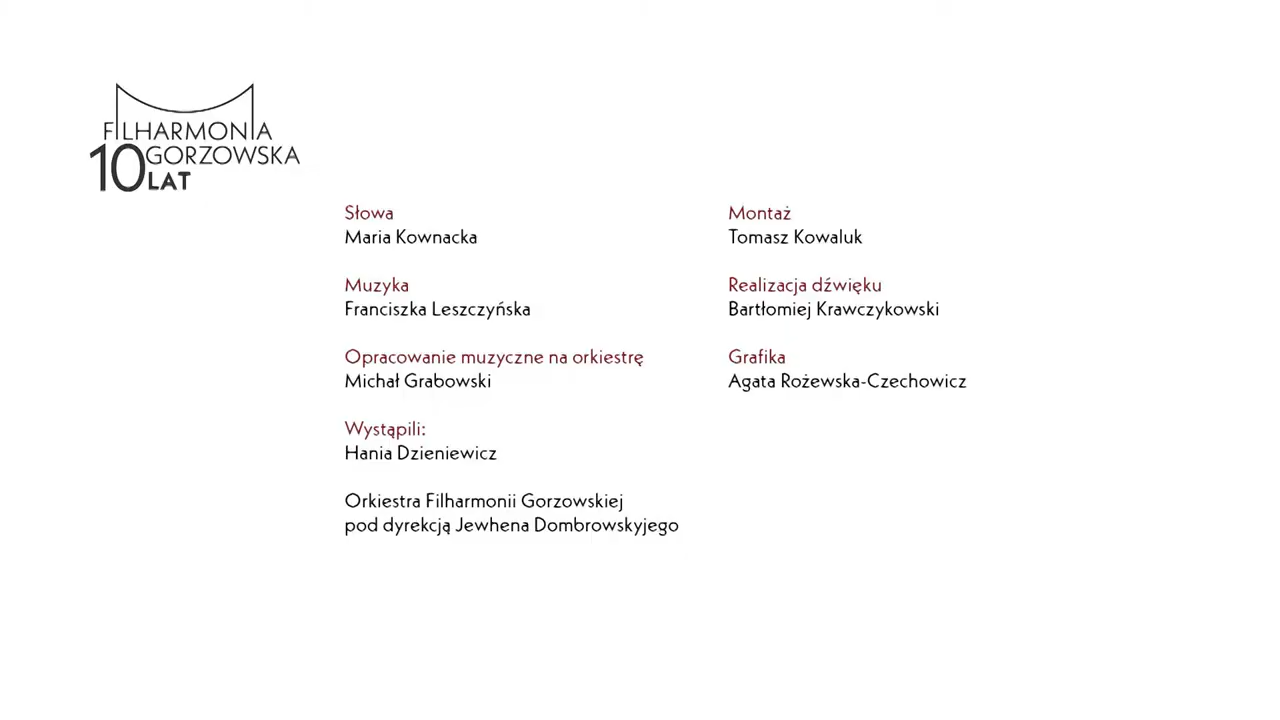 FILHARMONIA
GORZOWSKA
10 LAT
Słowa
Maria Kownacka
Muzyka
Franciszka Leszczyńska
Opracowanie muzyczne na orkiestrę
Michał Grabowski
Wystąpili:
Hania Dzieniewicz
Orkiestra Filharmonii Gorzowskiej
pod dyrekcją Jewhena Dombrowskyjego
Montaż
Tomasz Kowaluk
Realizacja dźwięku
Bartłomiej Krawczykowski
Grafika
Agata Rożewska-Czechowicz